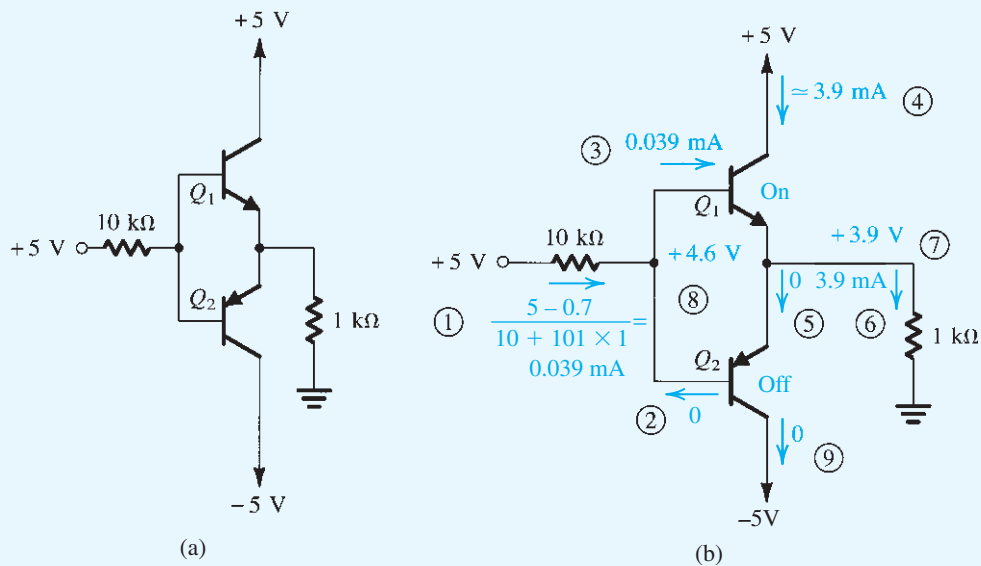 +5 V
Q1
10 kΩ
+5 V
Q2
1 kΩ
−5 V
(a)
+5 V
≃ 3.9 mA
④
③
0.039 mA
On
Q1
10 kΩ
+5 V
+4.6 V
+3.9 V
⑦
①
5 – 0.7
10 + 101 × 1
=
0.039 mA
⑧
0
3.9 mA
⑤
⑥
1 kΩ
Q2
Off
②
0
0
⑨
–5V
(b)